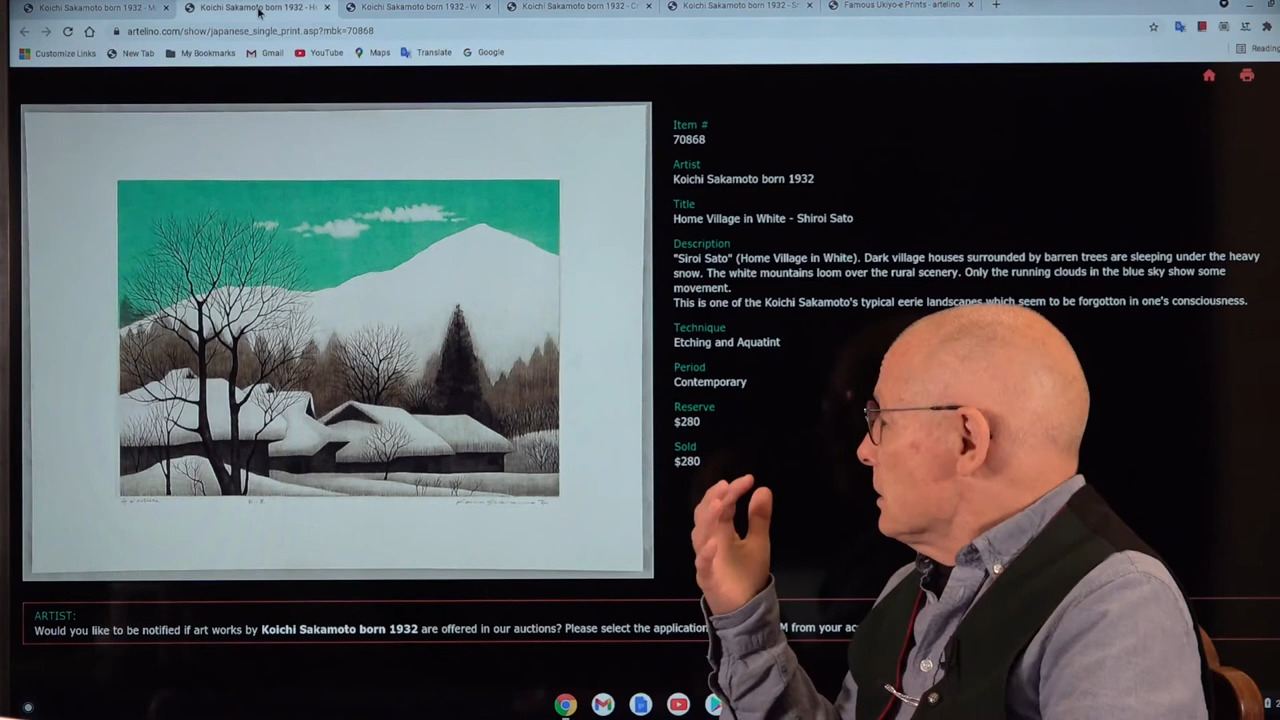 Koichi Sakamoto born 1932 - M
Koichi Sakamoto born 1932 - H
Koichi Sakamoto born 1932 - W
Koichi Sakamoto born 1932 - C
Koichi Sakamoto born 1932 - S
Famous Ukiyo-e Prints - artelino
artelino.com/show/japanese_single_print.asp?mbk=70868
Customize Links
New Tab
My Bookmarks
Gmail
YouTube
Maps
Translate
Google
Reading
Item #
70868
Artist
Koichi Sakamoto born 1932
Title
Home Village in White - Shiroi Sato
Description
"Siroi Sato" (Home Village in White). Dark village houses surrounded by barren trees are sleeping under the heavy
snow. The white mountains loom over the rural scenery. Only the running clouds in the blue sky show some
movement.
This is one of the Koichi Sakamoto's typical eerie landscapes which seem to be forgotton in one's consciousness.
Technique
Etching and Aquatint
Period
Contemporary
Reserve
$280
Sold
$280
ARTIST:
Would you like to be notified if art works by Koichi Sakamoto born 1932 are offered in our auctions? Please select the application M from your